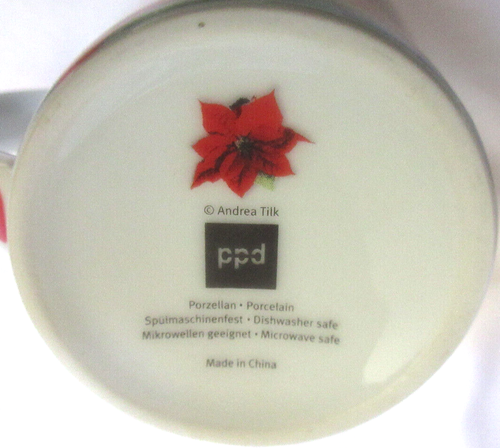 © Andrea Tilk
ppd
Porzellan • Porcelain
Spülmaschinenfest • Dishwasher safe
Mikrowellen geeignet • Microwave safe
Made in China